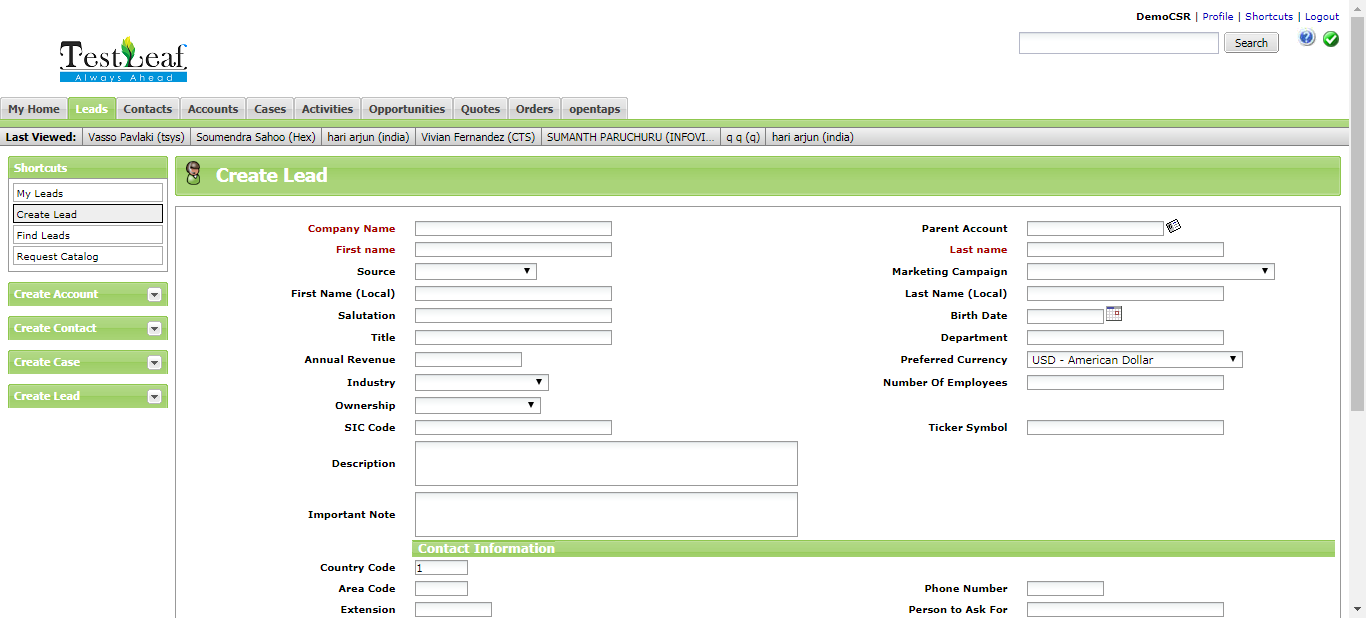 DemoCSR | Profile | Shortcuts | Logout
TestLeaf
Always Ahead
Search
My Home Leads Contacts Accounts Cases Activities Opportunities Quotes Orders opentaps
Last Viewed: Vasso Pavlaki (tsys) Soumendra Sahoo (Hex) hari arjun (india) Vivian Fernandez (CTS) SUMANTH PARUCHURU (INFOVI... q q (q) hari arjun (india)
Shortcuts
My Leads
Create Lead
Find Leads
Request Catalog
Create Account
Create Contact
Create Case
Create Lead
Create Lead
Company Name Parent Account
First name Last name
Source Marketing Campaign
First Name (Local) Last Name (Local)
Salutation Birth Date
Title Department
Annual Revenue Preferred Currency USD - American Dollar
Industry Number Of Employees
Ownership
SIC Code Ticker Symbol
Description
Important Note
Contact Information
Country Code 1
Area Code Phone Number
Extension Person to Ask For